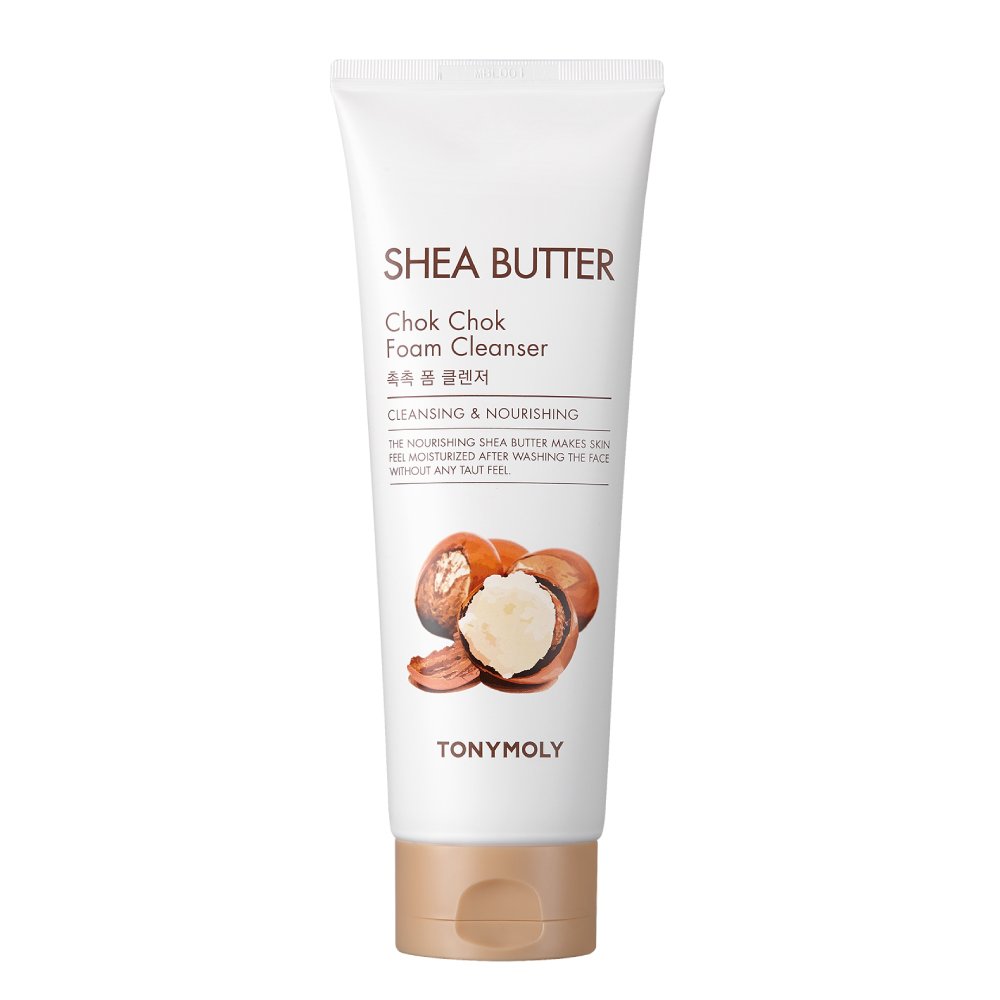 SHEA BUTTER
Chok Chok
Foam Cleanser
촉촉 폼 클렌저
CLEANSING & NOURISHING
THE NOURISHING SHEA BUTTER MAKES SKIN
FEEL MOISTURIZED AFTER WASHING THE FACE
WITHOUT ANY TAUT FEEL.
TONYMOLY